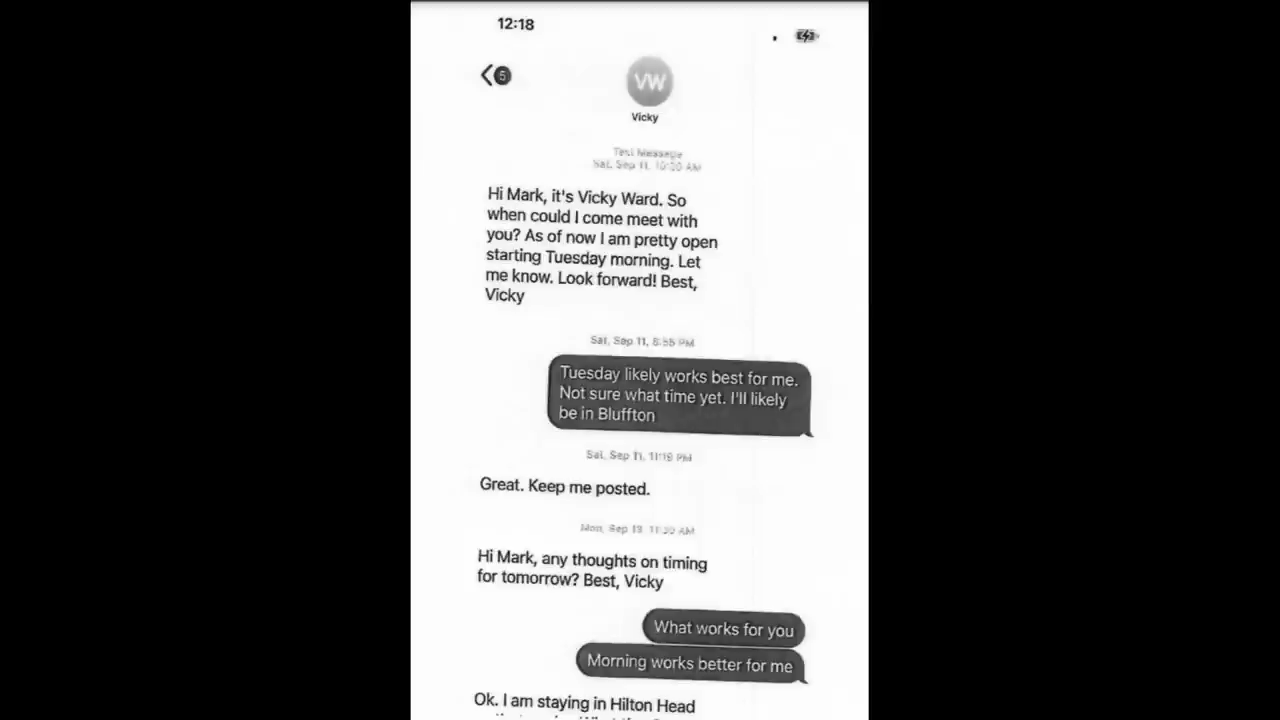 12:18
5
VW
Vicky
Text Message
Sat, Sep 11, 10:20 AM
Hi Mark, it's Vicky Ward. So
when could I come meet with
you? As of now I am pretty open
starting Tuesday morning. Let
me know. Look forward! Best,
Vicky
Sat, Sep 11, 8:56 PM
Tuesday likely works best for me.
Not sure what time yet. I'll likely
be in Bluffton
Sat, Sep 11, 11:19 PM
Great. Keep me posted.
Mon, Sep 13, 11:20 AM
Hi Mark, any thoughts on timing
for tomorrow? Best, Vicky
What works for you
Morning works better for me
Ok. I am staying in Hilton Head